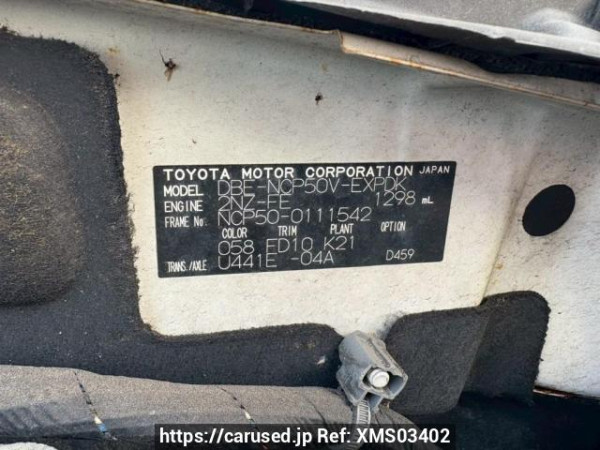 TOYOTA MOTOR CORPORATION JAPAN
MODEL DBE-NCP50V-EXPDK
ENGINE 2NZ-FE 1298 mL
FRAME No. NCP50-0111542
COLOR TRIM PLANT OPTION
058 FD10 K21
TRANS./AXLE U441E -04A D459
https://carused.jp Ref: XMS03402